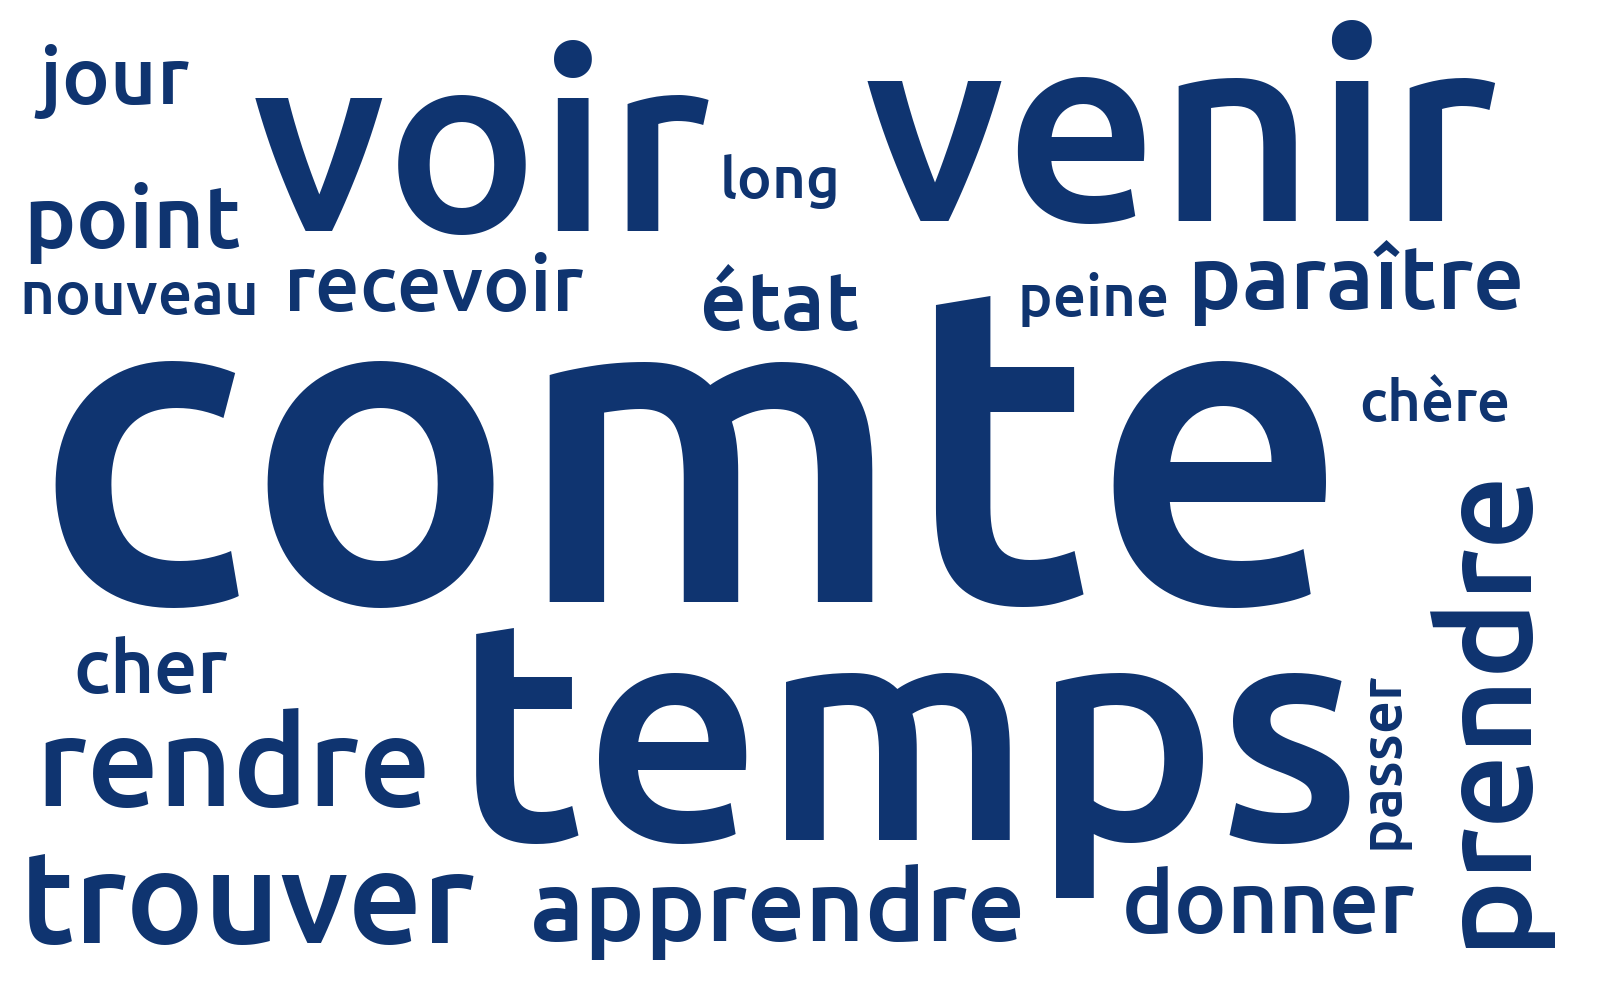 jour
voir
venir
long
point
recevoir
nouveau
état
peine
paraître
comte
chère
prendre
cher
temps
passer
rendre
trouver
apprendre
donner